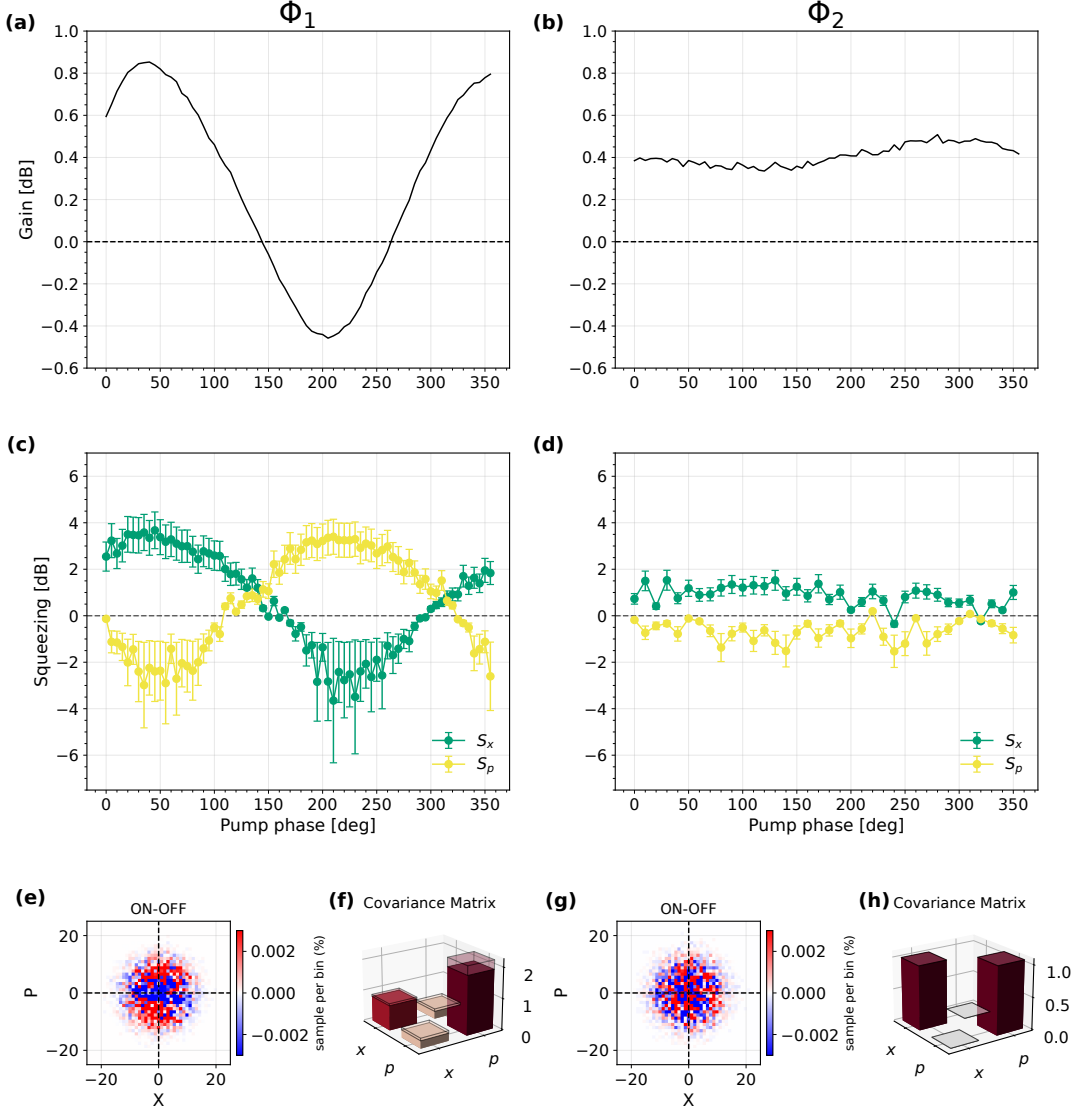 (a) Φ1 (b) Φ2
1.0 1.0
0.8 0.8
0.6 0.6
0.4 0.4
0.2 0.2
0.0 0.0
−0.2 −0.2
−0.4 −0.4
−0.6 −0.6
Gain [dB]
0 50 100 150 200 250 300 350
0 50 100 150 200 250 300 350
(c) (d)
6 6
4 4
2 2
0 0
−2 −2
−4 −4
−6 −6
Squeezing [dB]
Sx
Sp
Sx
Sp
0 50 100 150 200 250 300 350
0 50 100 150 200 250 300 350
Pump phase [deg] Pump phase [deg]
(e) ON-OFF
20
0
−20
P
−20 0 20
X
0.002
0.000
−0.002
sample per bin (%)
(f) Covariance Matrix
2
1
0
x
p
x
p
(g) ON-OFF
20
0
−20
P
−20 0 20
X
0.002
0.000
−0.002
sample per bin (%)
(h) Covariance Matrix
1.0
0.5
0.0
x
p
x
p